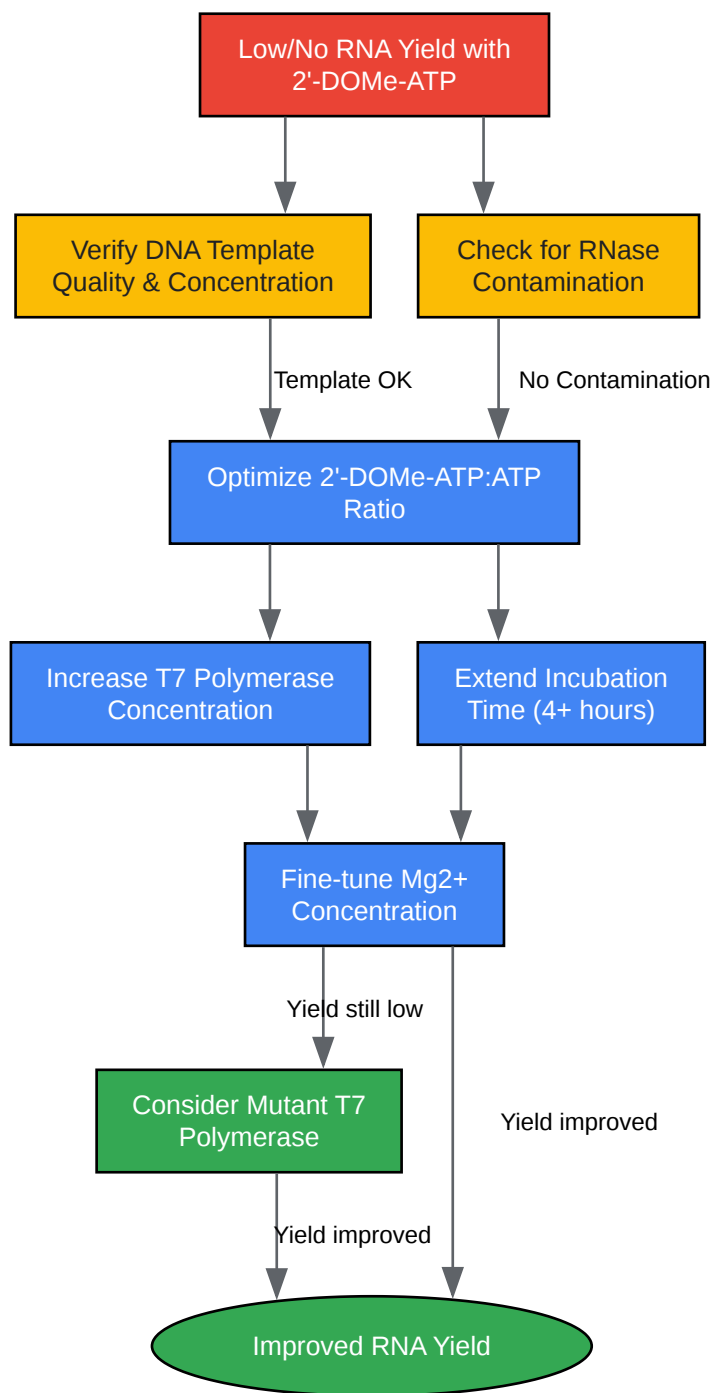 Low/No RNA Yield with
2'-DOMe-ATP
Verify DNA Template
Quality & Concentration
Check for RNase
Contamination
Template OK
No Contamination
Optimize 2'-DOMe-ATP:ATP
Ratio
Increase T7 Polymerase
Concentration
Extend Incubation
Time (4+ hours)
Fine-tune Mg2+
Concentration
Yield still low
Consider Mutant T7
Polymerase
Yield improved
Yield improved
Improved RNA Yield